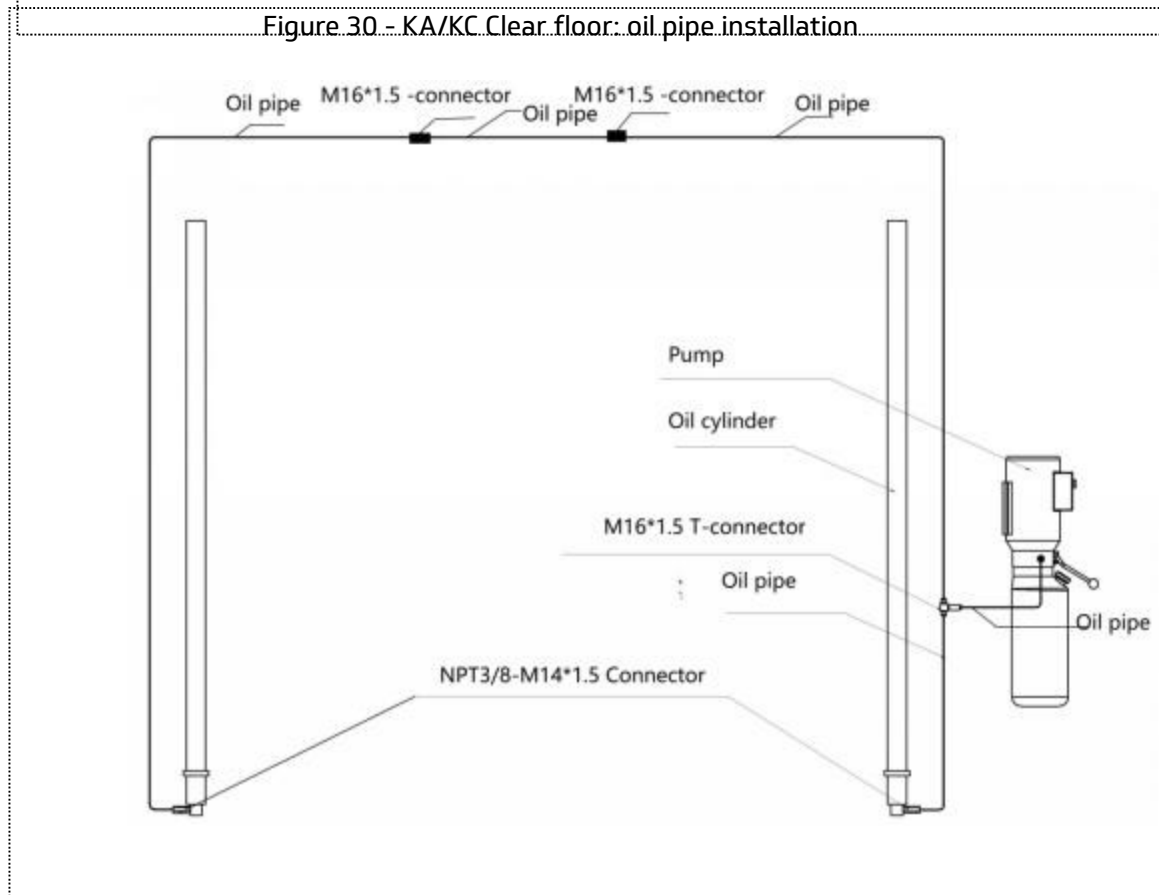 Figure 30 - KA/KC Clear floor: oil pipe installation
Oil pipe
M16*1.5 -connector
Oil pipe
M16*1.5 -connector
Oil pipe
Pump
Oil cylinder
M16*1.5 T-connector
Oil pipe
Oil pipe
NPT3/8-M14*1.5 Connector